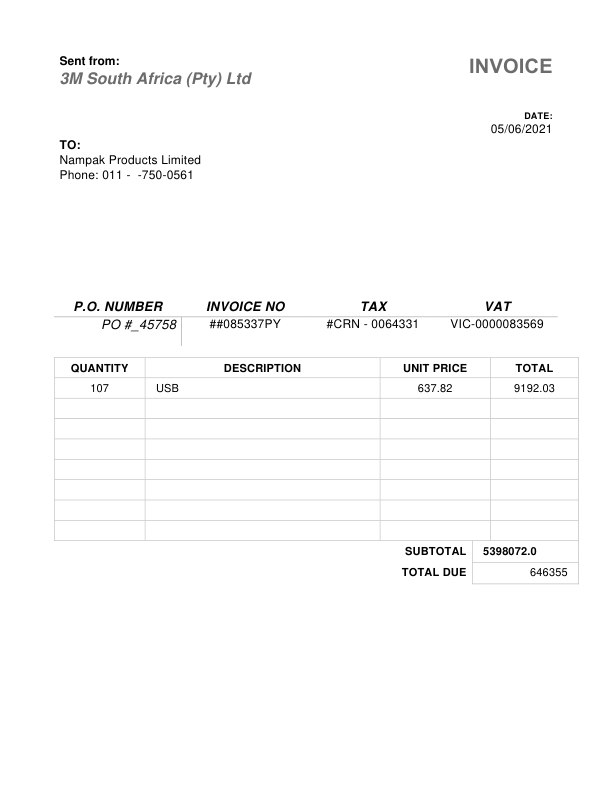 Sent from:
3M South Africa (Pty) Ltd
INVOICE
DATE:
05/06/2021
TO:
Nampak Products Limited
Phone: 011 -  -750-0561
P.O. NUMBER INVOICE NO TAX VAT
PO #_45758 ##085337PY #CRN - 0064331 VIC-0000083569
QUANTITY DESCRIPTION UNIT PRICE TOTAL
107 USB 637.82 9192.03
SUBTOTAL 5398072.0
TOTAL DUE 646355